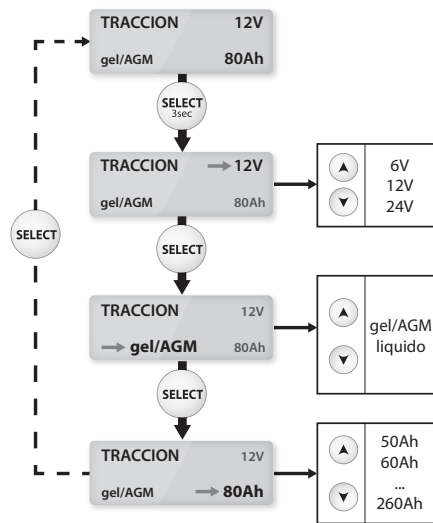 TRACCION 12V
gel/AGM 80Ah
SELECT
3sec
TRACCION → 12V
gel/AGM 80Ah
6V
12V
24V
SELECT
SELECT
TRACCION 12V
→ gel/AGM 80Ah
gel/AGM
liquido
SELECT
TRACCION 12V
gel/AGM → 80Ah
50Ah
60Ah
...
260Ah